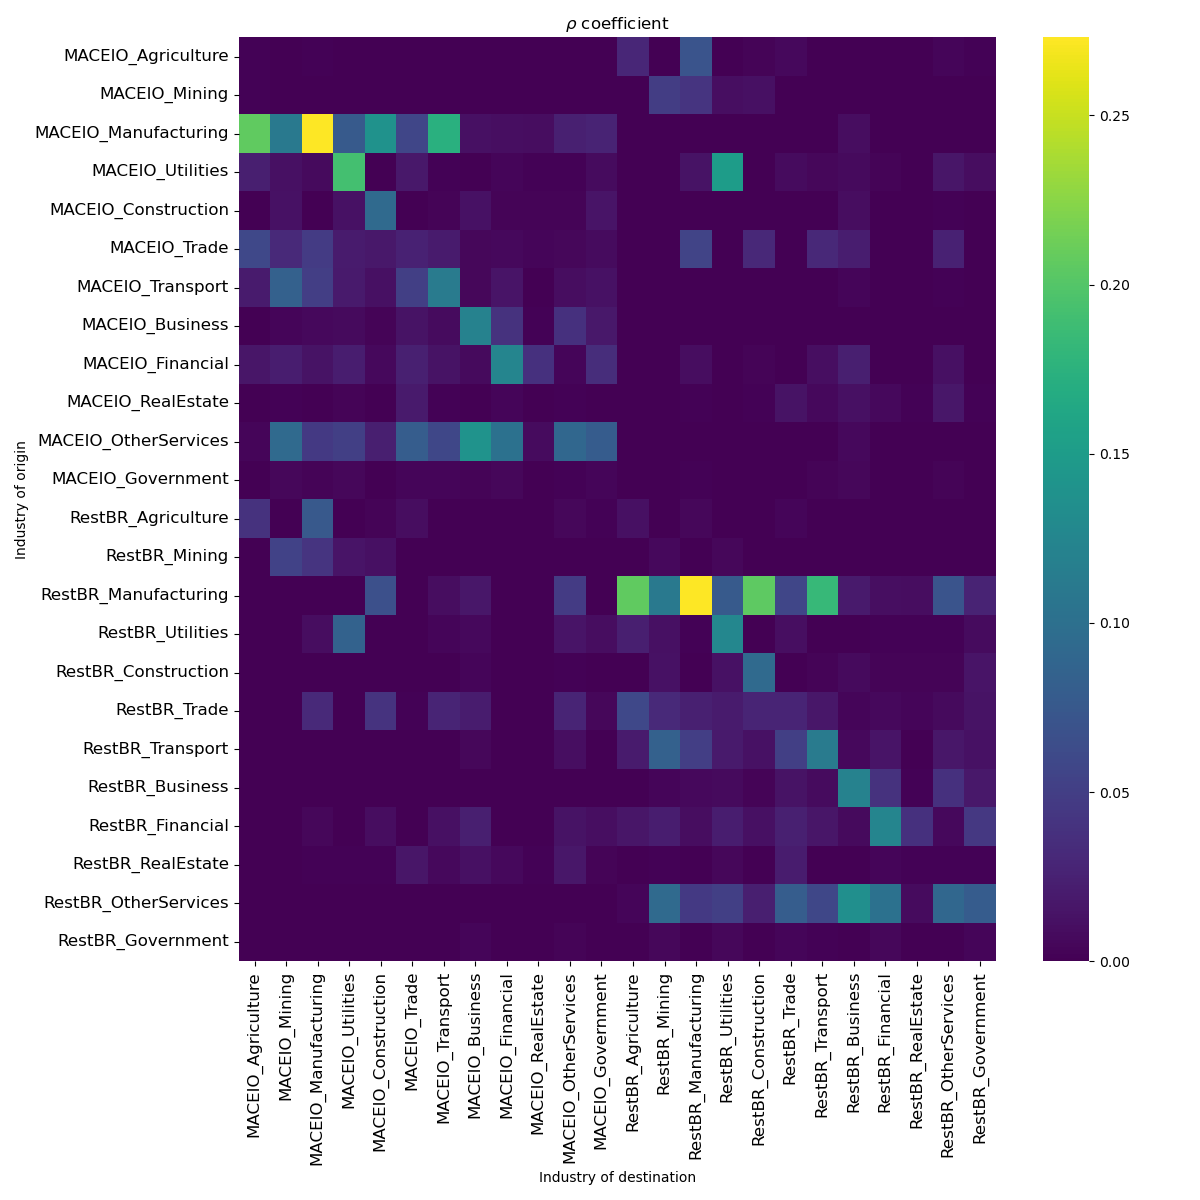 ρ coefficient
MACEIO_Agriculture
MACEIO_Mining
MACEIO_Manufacturing
MACEIO_Utilities
MACEIO_Construction
MACEIO_Trade
MACEIO_Transport
MACEIO_Business
MACEIO_Financial
MACEIO_RealEstate
MACEIO_OtherServices
MACEIO_Government
RestBR_Agriculture
RestBR_Mining
RestBR_Manufacturing
RestBR_Utilities
RestBR_Construction
RestBR_Trade
RestBR_Transport
RestBR_Business
RestBR_Financial
RestBR_RealEstate
RestBR_OtherServices
RestBR_Government
Industry of origin
MACEIO_Agriculture
MACEIO_Mining
MACEIO_Manufacturing
MACEIO_Utilities
MACEIO_Construction
MACEIO_Trade
MACEIO_Transport
MACEIO_Business
MACEIO_Financial
MACEIO_RealEstate
MACEIO_OtherServices
MACEIO_Government
RestBR_Agriculture
RestBR_Mining
RestBR_Manufacturing
RestBR_Utilities
RestBR_Construction
RestBR_Trade
RestBR_Transport
RestBR_Business
RestBR_Financial
RestBR_RealEstate
RestBR_OtherServices
RestBR_Government
Industry of destination
0.25
0.20
0.15
0.10
0.05
0.00